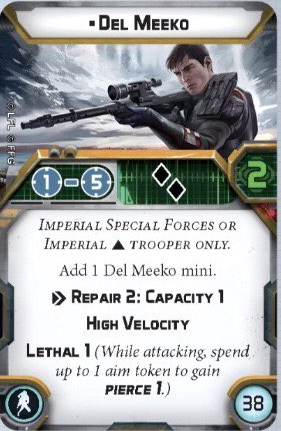 • Del Meeko
© LFL © FFG
1 - 5
2
Imperial Special Forces or
Imperial ▲ trooper only.
Add 1 Del Meeko mini.
Repair 2: Capacity 1
High Velocity
Lethal 1 (While attacking, spend
up to 1 aim token to gain
pierce 1.)
38